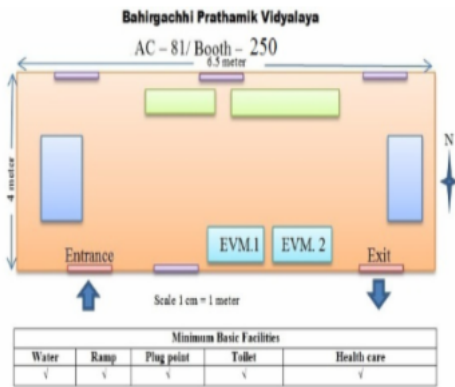 Bahirgachhi Prathamik Vidyalaya
AC – 81/ Booth – 250
6.5 meter
4 meter
N
EVM.1
EVM. 2
Entrance
Exit
Scale 1 cm = 1 meter
Minimum Basic Facilities
Water Ramp Plug point Toilet Health care
√ √ √ √ √